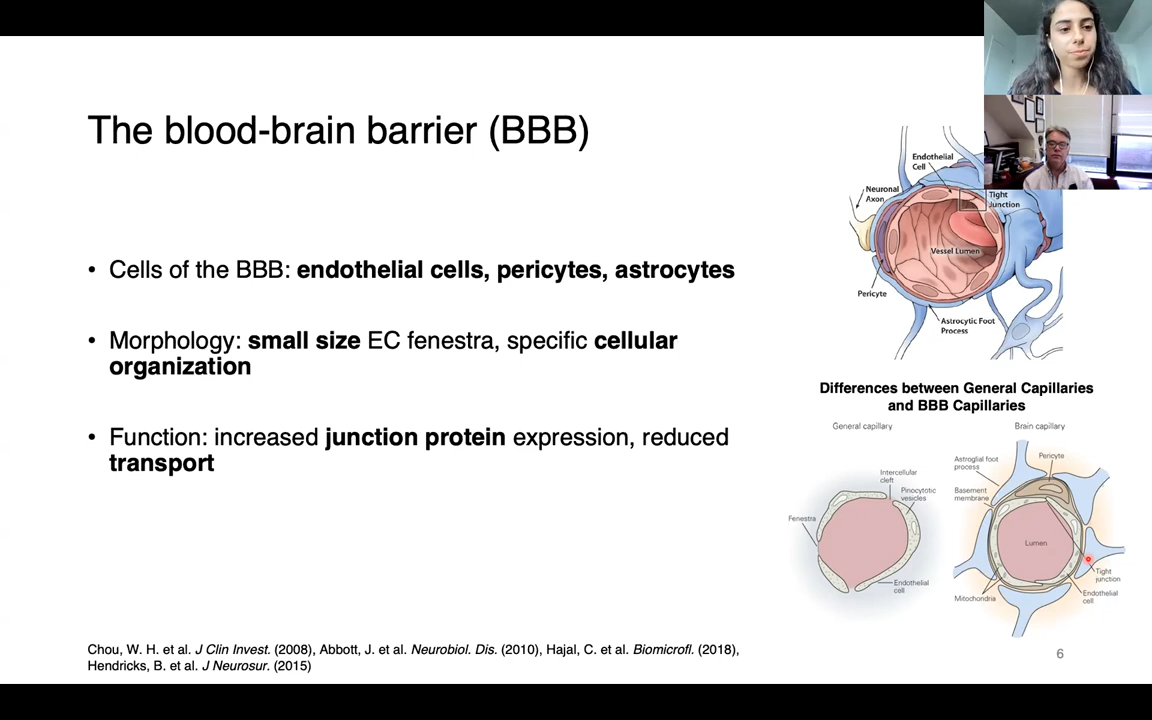 The blood-brain barrier (BBB)
• Cells of the BBB: endothelial cells, pericytes, astrocytes
• Morphology: small size EC fenestra, specific cellular
organization
• Function: increased junction protein expression, reduced
transport
Endothelial
Cell
Neuronal
Axon
Tight
Junction
Vessel Lumen
Pericyte
Astrocytic Foot
Process
Differences between General Capillaries
and BBB Capillaries
General capillary
Intercellular
cleft
Pinocytotic
vesicles
Fenestra
Endothelial
cell
Brain capillary
Astroglial foot
process
Pericyte
Basement
membrane
Lumen
Tight
junction
Mitochondria
Endothelial
cell
Chou, W. H. et al. J Clin Invest. (2008), Abbott, J. et al. Neurobiol. Dis. (2010), Hajal, C. et al. Biomicrofl. (2018),
Hendricks, B. et al. J Neurosur. (2015)
6